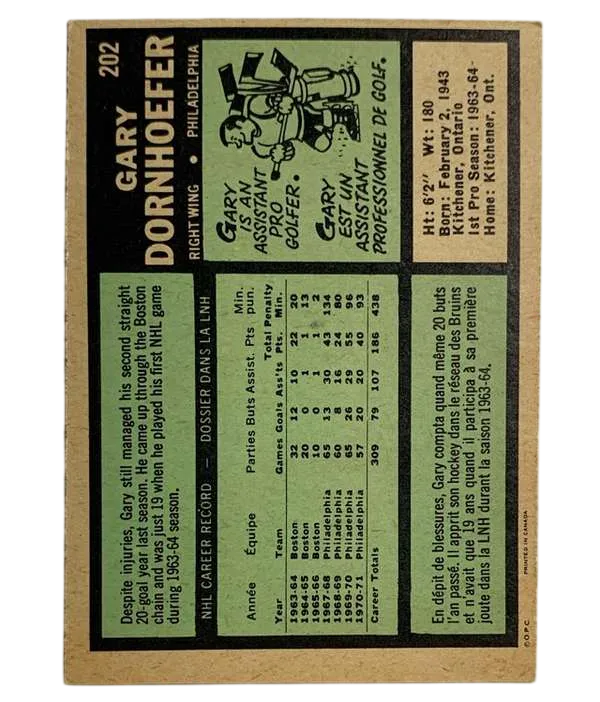 202
GARY
DORNHOEFER
RIGHT WING • PHILADELPHIA
Despite injuries, Gary still managed his second straight
20-goal year last season. He came up through the Boston
chain and was just 19 when he played his first NHL game
during 1963-64 season.
GARY
IS AN
ASSISTANT
PRO
GOLFER.
GARY
EST UN
ASSISTANT
PROFESSIONNEL DE GOLF.
NHL CAREER RECORD — DOSSIER DANS LA LNH
Année Équipe Parties Buts Assist. Pts Min. pun.
Year Team Games Goals Ass'ts Total Pts. Penalty Min.
1963-64 Boston 32 12 10 22 20
1964-65 Boston 20 0 1 1 13
1965-66 Boston 10 0 1 1 2
1967-68 Philadelphia 65 13 30 43 134
1968-69 Philadelphia 60 8 16 24 80
1969-70 Philadelphia 65 26 29 55 96
1970-71 Philadelphia 57 20 20 40 93
Career Totals 309 79 107 186 438
Ht: 6'2" Wt: 180
Born: February 2, 1943
Kitchener, Ontario
1st Pro Season: 1963-64
Home: Kitchener, Ont.
En dépit de blessures, Gary compta quand même 20 buts
l'an passé. Il apprit son hockey dans le réseau des Bruins
et n'avait que 19 ans quand il participa à sa première
joute dans la LNH durant la saison 1963-64.
© O.P.C. PRINTED IN CANADA